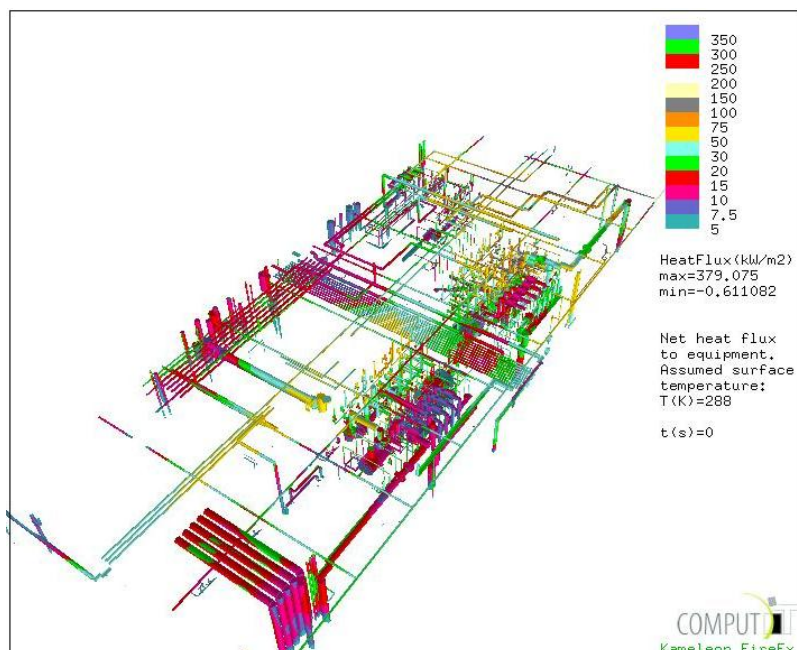 350
300
250
200
150
100
75
50
30
20
15
10
7.5
5
HeatFlux(kW/m2)
max=379.075
min=-0.611082
Net heat flux
to equipment.
Assumed surface
temperature:
T(K)=288
t(s)=0
COMPUTIT
Kameleon FireEx